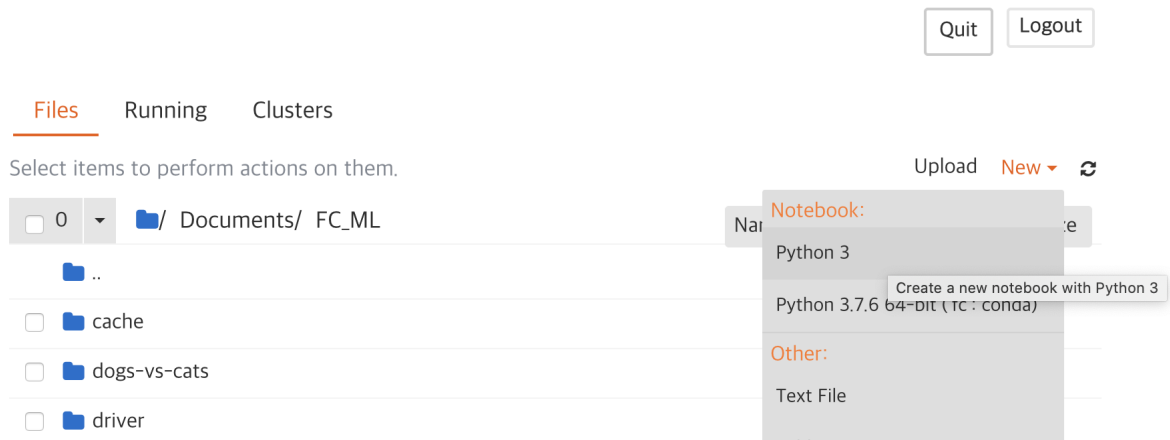 Quit Logout
Files Running Clusters
Select items to perform actions on them.
Upload New
0 / Documents/ FC_ML
Notebook:
Python 3
Create a new notebook with Python 3
..
Python 3.7.6 64-bit ( fc : conda)
cache
Other:
dogs-vs-cats
Text File
driver